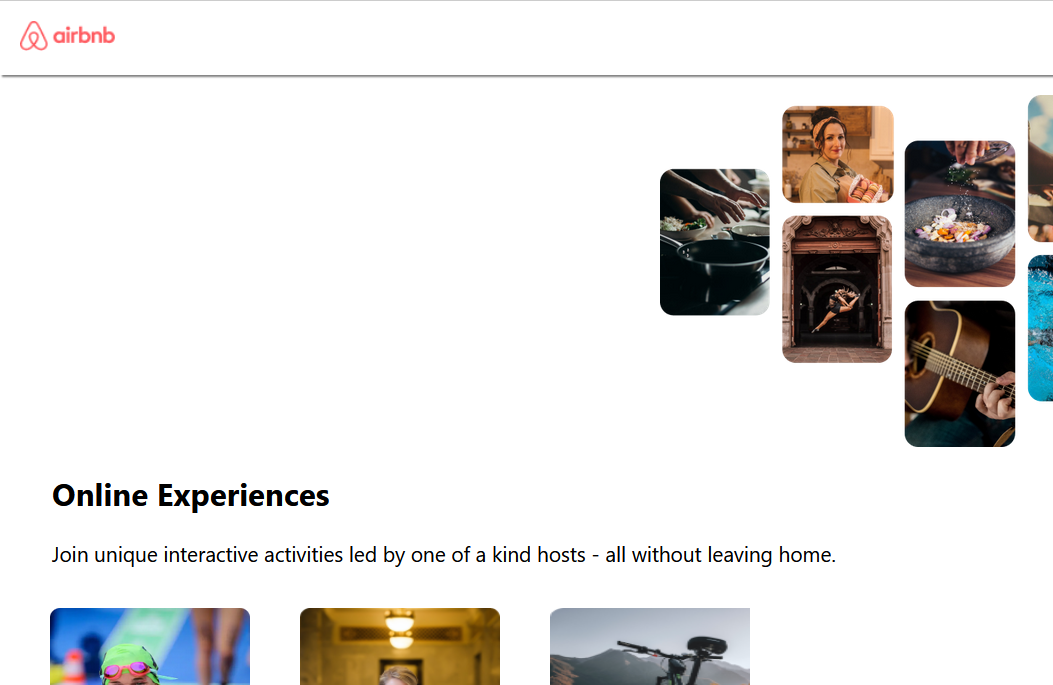 airbnb
Online Experiences
Join unique interactive activities led by one of a kind hosts - all without leaving home.